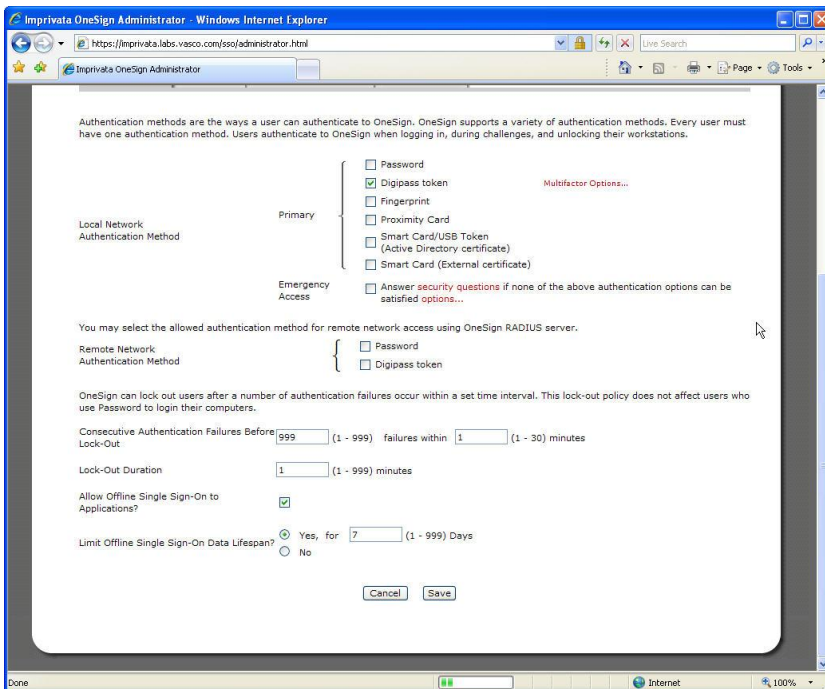 Imprivata OneSign Administrator - Windows Internet Explorer
https://imprivata.labs.vasco.com/sso/administrator.html
Live Search
Imprivata OneSign Administrator
Page
Tools
Authentication methods are the ways a user can authenticate to OneSign. OneSign supports a variety of authentication methods. Every user must
have one authentication method. Users authenticate to OneSign when logging in, during challenges, and unlocking their workstations.
Local Network
Authentication Method
Primary
Password
Digipass token
Multifactor Options...
Fingerprint
Proximity Card
Smart Card/USB Token
(Active Directory certificate)
Smart Card (External certificate)
Emergency
Access
Answer security questions if none of the above authentication options can be
satisfied options...
You may select the allowed authentication method for remote network access using OneSign RADIUS server.
Remote Network
Authentication Method
Password
Digipass token
OneSign can lock out users after a number of authentication failures occur within a set time interval. This lock-out policy does not affect users who
use Password to login their computers.
Consecutive Authentication Failures Before
Lock-Out
999 (1 - 999) failures within 1 (1 - 30) minutes
Lock-Out Duration 1 (1 - 999) minutes
Allow Offline Single Sign-On to
Applications?
Limit Offline Single Sign-On Data Lifespan?
Yes, for 7 (1 - 999) Days
No
Cancel Save
Done Internet 100%